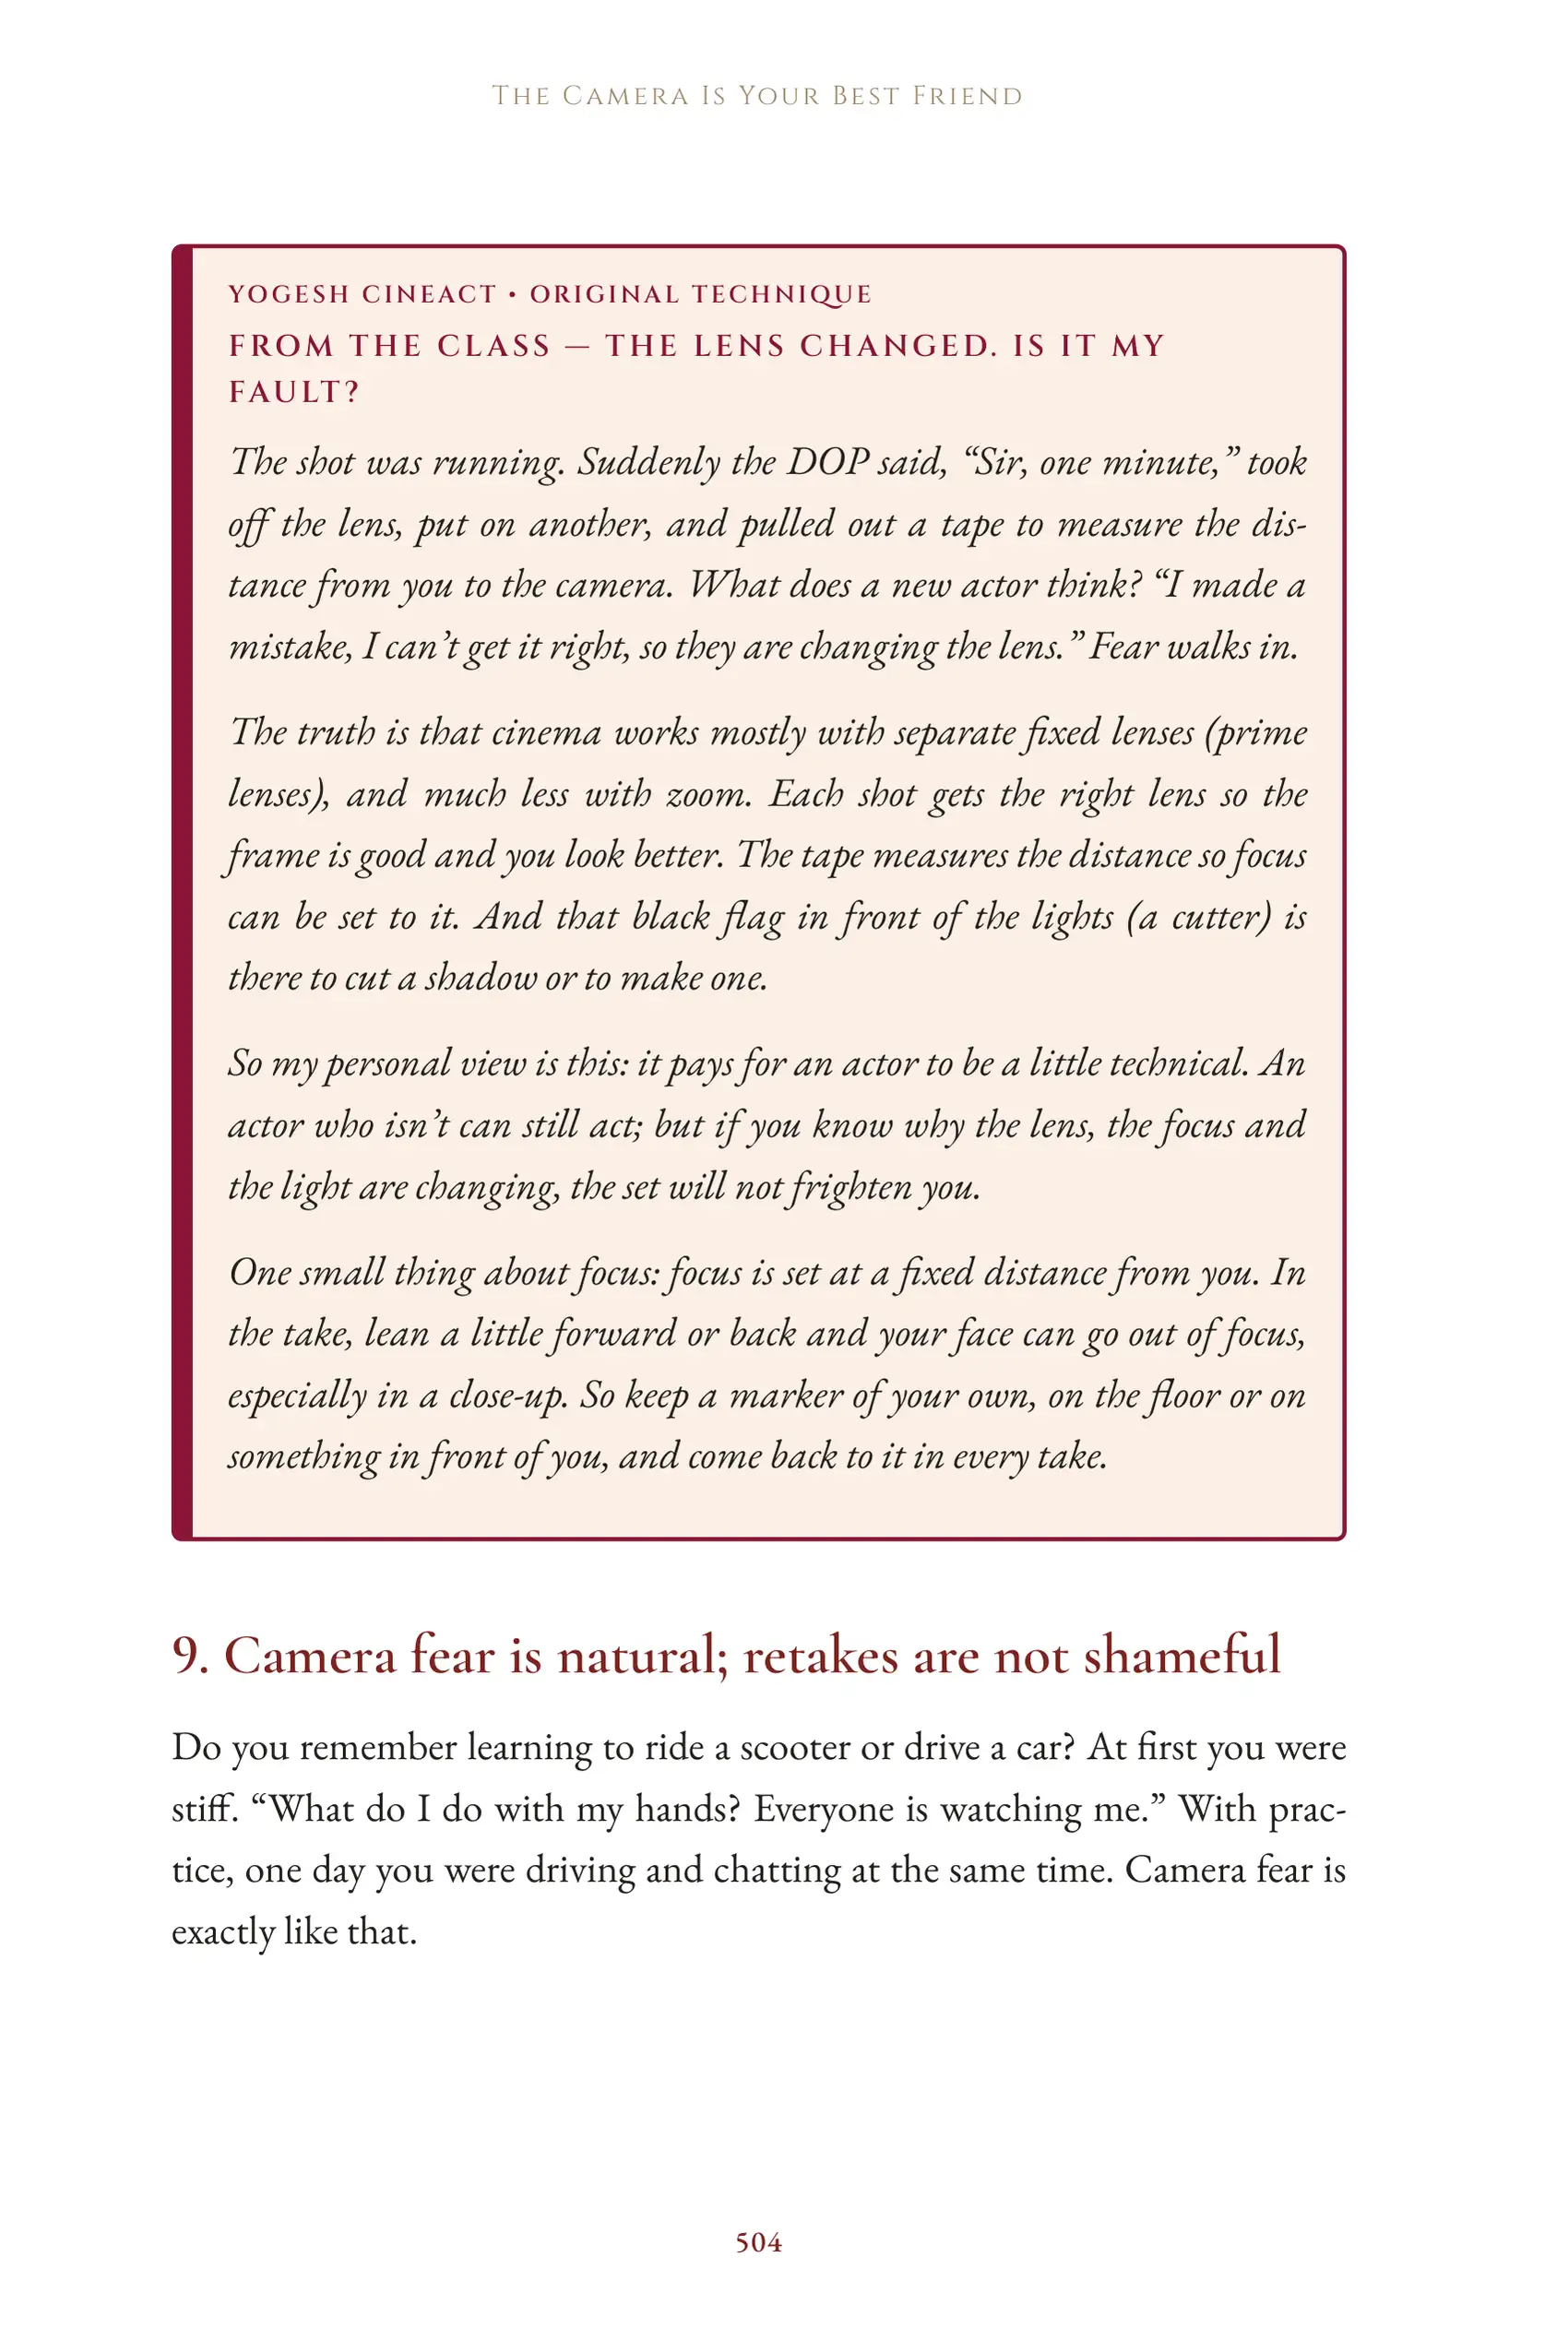 The Camera Is Your Best Friend
YOGESH CINEACT • ORIGINAL TECHNIQUE
FROM THE CLASS — THE LENS CHANGED. IS IT MY
FAULT?
The shot was running. Suddenly the DOP said, “Sir, one minute,” took
off the lens, put on another, and pulled out a tape to measure the dis-
tance from you to the camera. What does a new actor think? “I made a
mistake, I can’t get it right, so they are changing the lens.” Fear walks in.
The truth is that cinema works mostly with separate fixed lenses (prime
lenses), and much less with zoom. Each shot gets the right lens so the
frame is good and you look better. The tape measures the distance so focus
can be set to it. And that black flag in front of the lights (a cutter) is
there to cut a shadow or to make one.
So my personal view is this: it pays for an actor to be a little technical. An
actor who isn’t can still act; but if you know why the lens, the focus and
the light are changing, the set will not frighten you.
One small thing about focus: focus is set at a fixed distance from you. In
the take, lean a little forward or back and your face can go out of focus,
especially in a close-up. So keep a marker of your own, on the floor or on
something in front of you, and come back to it in every take.
9. Camera fear is natural; retakes are not shameful
Do you remember learning to ride a scooter or drive a car? At first you were
stiff. “What do I do with my hands? Everyone is watching me.” With prac-
tice, one day you were driving and chatting at the same time. Camera fear is
exactly like that.
504